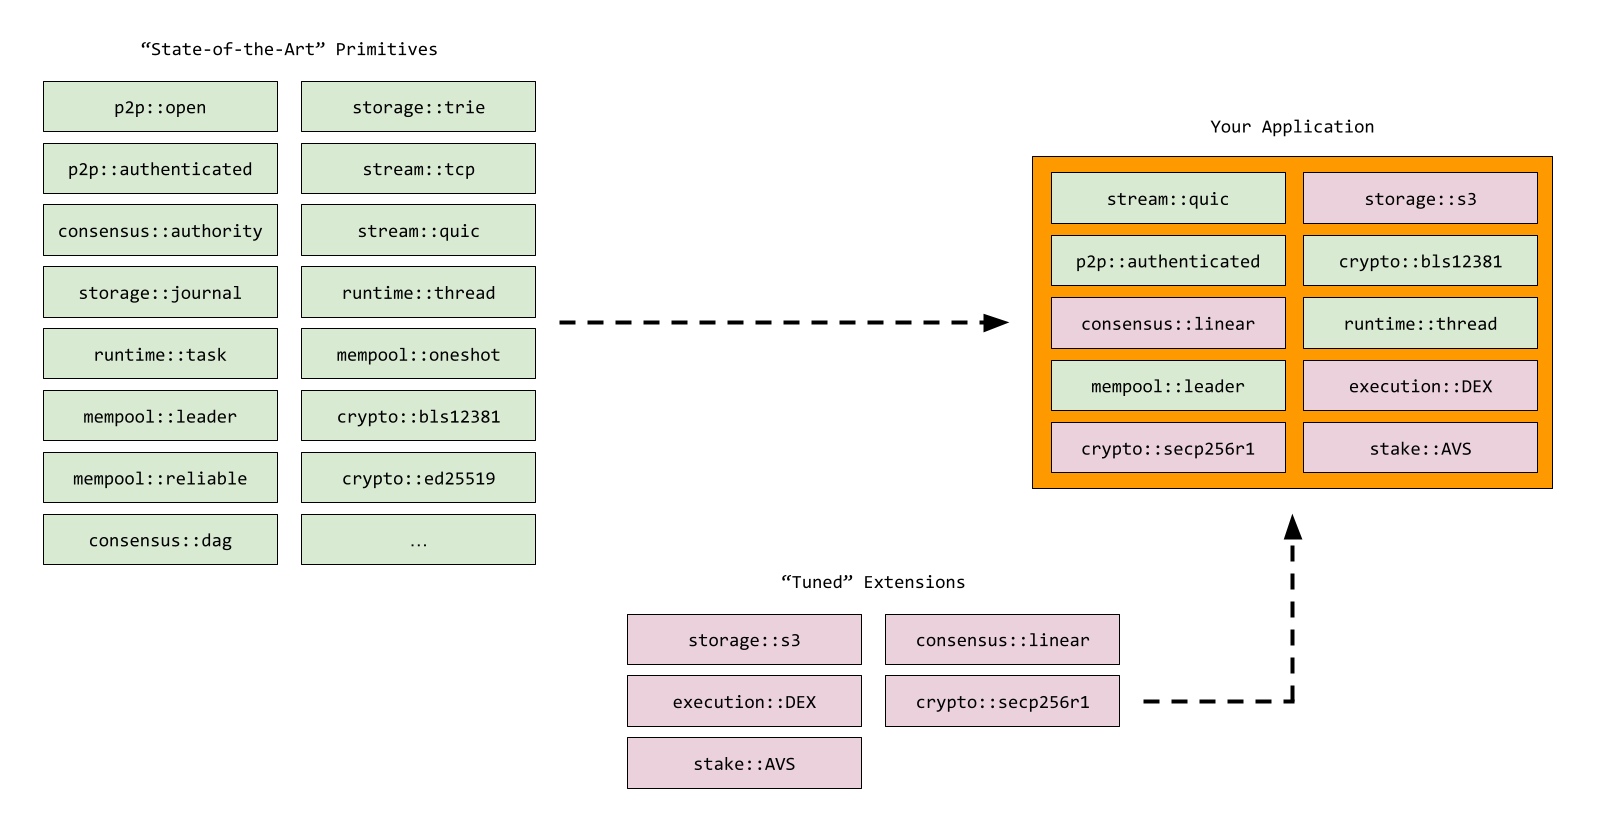 “State-of-the-Art” Primitives
p2p::open
storage::trie
p2p::authenticated
stream::tcp
consensus::authority
stream::quic
storage::journal
runtime::thread
runtime::task
mempool::oneshot
mempool::leader
crypto::bls12381
mempool::reliable
crypto::ed25519
consensus::dag
…
Your Application
stream::quic
storage::s3
p2p::authenticated
crypto::bls12381
consensus::linear
runtime::thread
mempool::leader
execution::DEX
crypto::secp256r1
stake::AVS
“Tuned” Extensions
storage::s3
consensus::linear
execution::DEX
crypto::secp256r1
stake::AVS